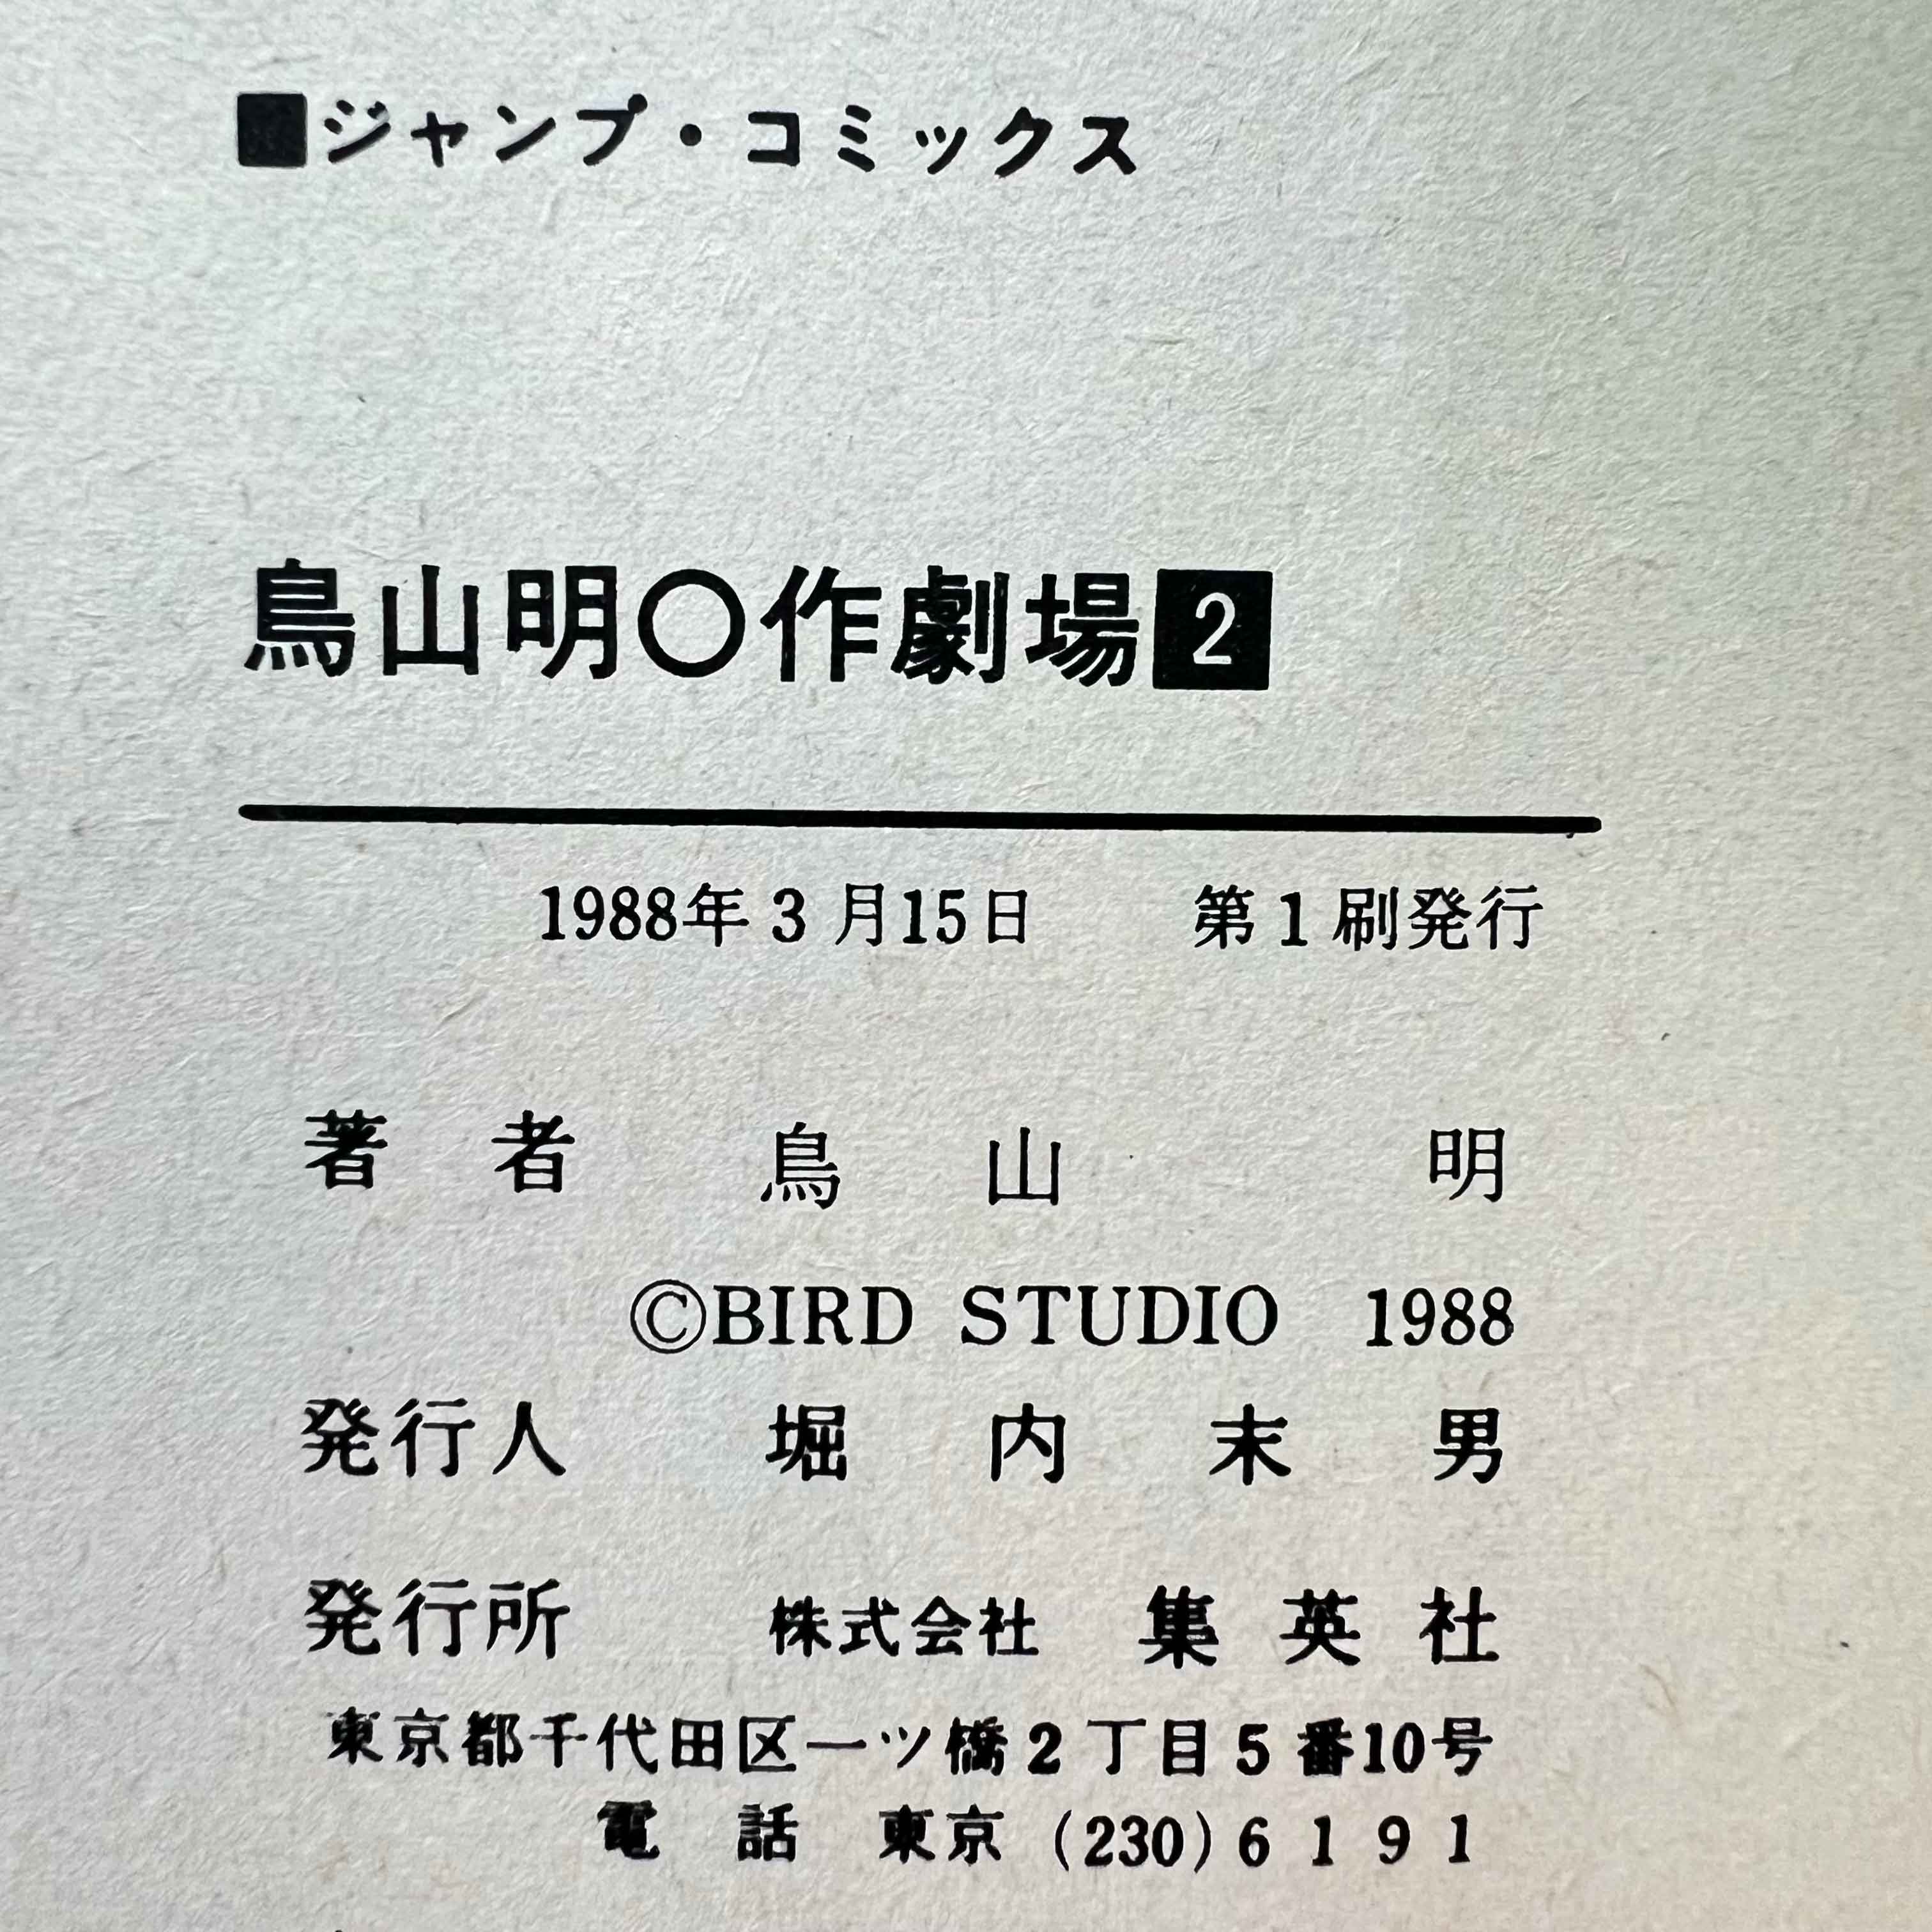 ■ジャンプ・コミックス
鳥山明○作劇場2
1988年3月15日 第1刷発行
著者 鳥山明
©BIRD STUDIO 1988
発行人 堀内末男
発行所 株式会社 集英社
東京都千代田区一ツ橋2丁目5番10号
電話 東京(230)6191